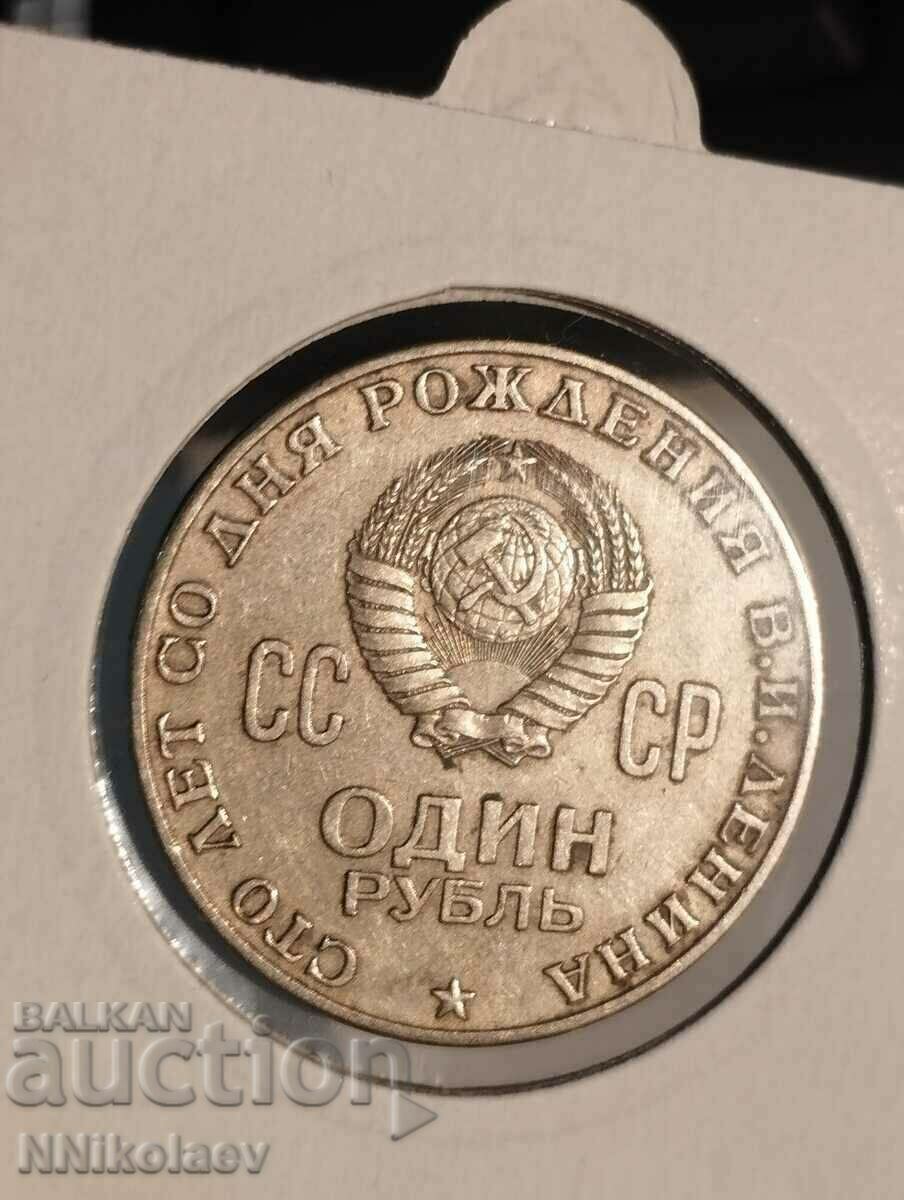 СТО ЛЕТ СО ДНЯ РОЖДЕНИЯ В.И.ЛЕНИНА
СС СР
ОДИН
РУБЛЬ
BALKAN
auction
NNikolaev